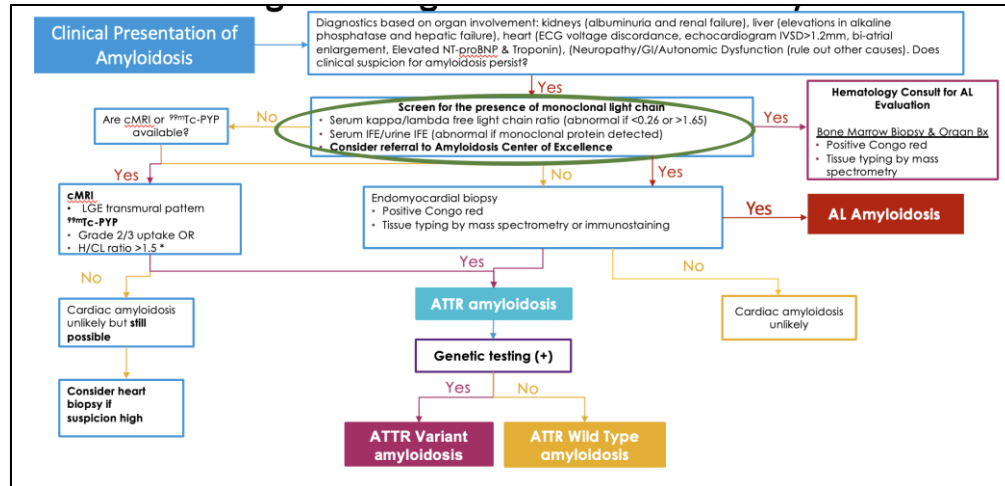 Clinical Presentation of
Amyloidosis
Diagnostics based on organ involvement: kidneys (albuminuria and renal failure), liver (elevations in alkaline
phosphatase and hepatic failure), heart (ECG voltage discordance, echocardiogram IVSD>1.2mm, bi-atrial
enlargement, Elevated NT-proBNP & Troponin), (Neuropathy/GI/Autonomic Dysfunction (rule out other causes). Does
clinical suspicion for amyloidosis persist?
Yes
Screen for the presence of monoclonal light chain
• Serum kappa/lambda free light chain ratio (abnormal if <0.26 or >1.65)
• Serum IFE/urine IFE (abnormal if monoclonal protein detected)
• Consider referral to Amyloidosis Center of Excellence
No
Yes
Are cMRI or ⁹⁹ᵐTc-PYP
available?
Hematology Consult for AL
Evaluation
Bone Marrow Biopsy & Organ Bx
• Positive Congo red
• Tissue typing by mass
spectrometry
Yes
No
Yes
cMRI
• LGE transmural pattern
⁹⁹ᵐTc-PYP
• Grade 2/3 uptake OR
• H/CL ratio >1.5 *
Endomyocardial biopsy
• Positive Congo red
• Tissue typing by mass spectrometry or immunostaining
Yes
AL Amyloidosis
No
Yes
No
Cardiac amyloidosis
unlikely but still
possible
ATTR amyloidosis
Cardiac amyloidosis
unlikely
Genetic testing (+)
Consider heart
biopsy if
suspicion high
Yes
No
ATTR Variant
amyloidosis
ATTR Wild Type
amyloidosis